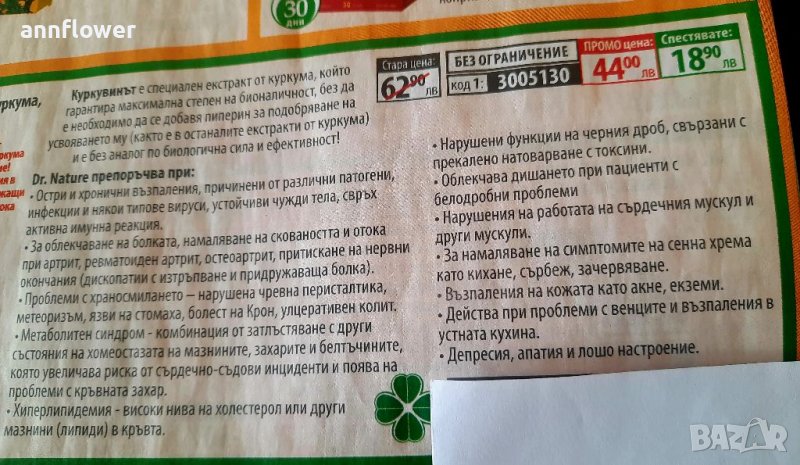 annflower
30
ДНИ
Куркувинът е специален екстракт от куркума, който
гарантира максимална степен на бионаличност, без да
е необходимо да се добавя пиперин за подобряване на
усвояването му (както е в останалите екстракти от куркума)
и е без аналог по биологична сила и ефективност!
Стара цена:
62 90 лв
БЕЗ ОГРАНИЧЕНИЕ
код 1: 3005130
ПРОМО цена:
44 00 лв
Спестявате:
18 90 лв
Dr. Nature препоръчва при:
• Остри и хронични възпаления, причинени от различни патогени,
инфекции и някои типове вируси, устойчиви чужди тела, свръх
активна имунна реакция.
• За облекчаване на болката, намаляване на сковаността и отока
при артрит, ревматоиден артрит, остеоартрит, притискане на нервни
окончания (дископатии с изтръпване и придружаваща болка).
• Проблеми с храносмилането – нарушена чревна перисталтика,
метеоризъм, язви на стомаха, болест на Крон, улцеративен колит.
• Метаболитен синдром - комбинация от затлъстяване с други
състояния на хомеостазата на мазнините, захарите и белтъчините,
която увеличава риска от сърдечно-съдови инциденти и поява на
проблеми с кръвната захар.
• Хиперлипидемия - високи нива на холестерол или други
мазнини (липиди) в кръвта.
• Нарушени функции на черния дроб, свързани с
прекалено натоварване с токсини.
• Облекчава дишането при пациенти с
белодробни проблеми
• Нарушения на работата на сърдечния мускул и
други мускули.
• За намаляване на симптомите на сенна хрема
като кихане, сърбеж, зачервяване.
• Възпаления на кожата като акне, екземи.
• Действа при проблеми с венците и възпаления в
устната кухина.
• Депресия, апатия и лошо настроение.
BAZAR